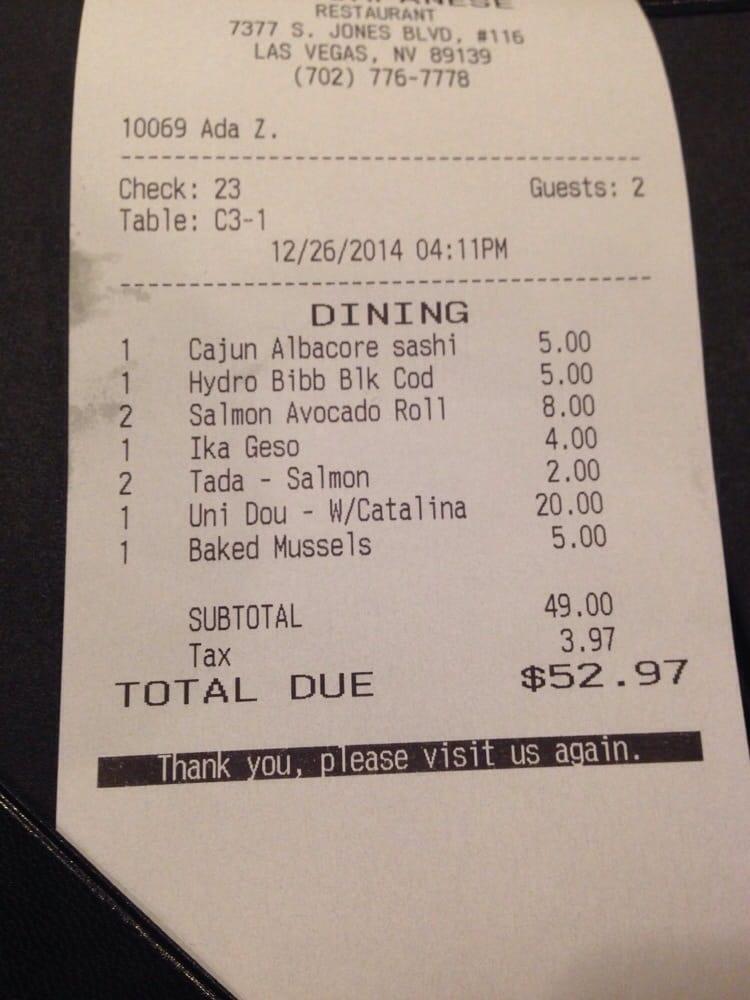 RESTAURANT
7377 S. JONES BLVD, #116
LAS VEGAS, NV 89139
(702) 776-7778
10069 Ada Z.
Check: 23 Guests: 2
Table: C3-1
12/26/2014 04:11PM
DINING
1 Cajun Albacore sashi 5.00
1 Hydro Bibb Blk Cod 5.00
2 Salmon Avocado Roll 8.00
1 Ika Geso 4.00
2 Tada - Salmon 2.00
1 Uni Dou - W/Catalina 20.00
1 Baked Mussels 5.00
SUBTOTAL 49.00
Tax 3.97
TOTAL DUE $52.97
Thank you, please visit us again.